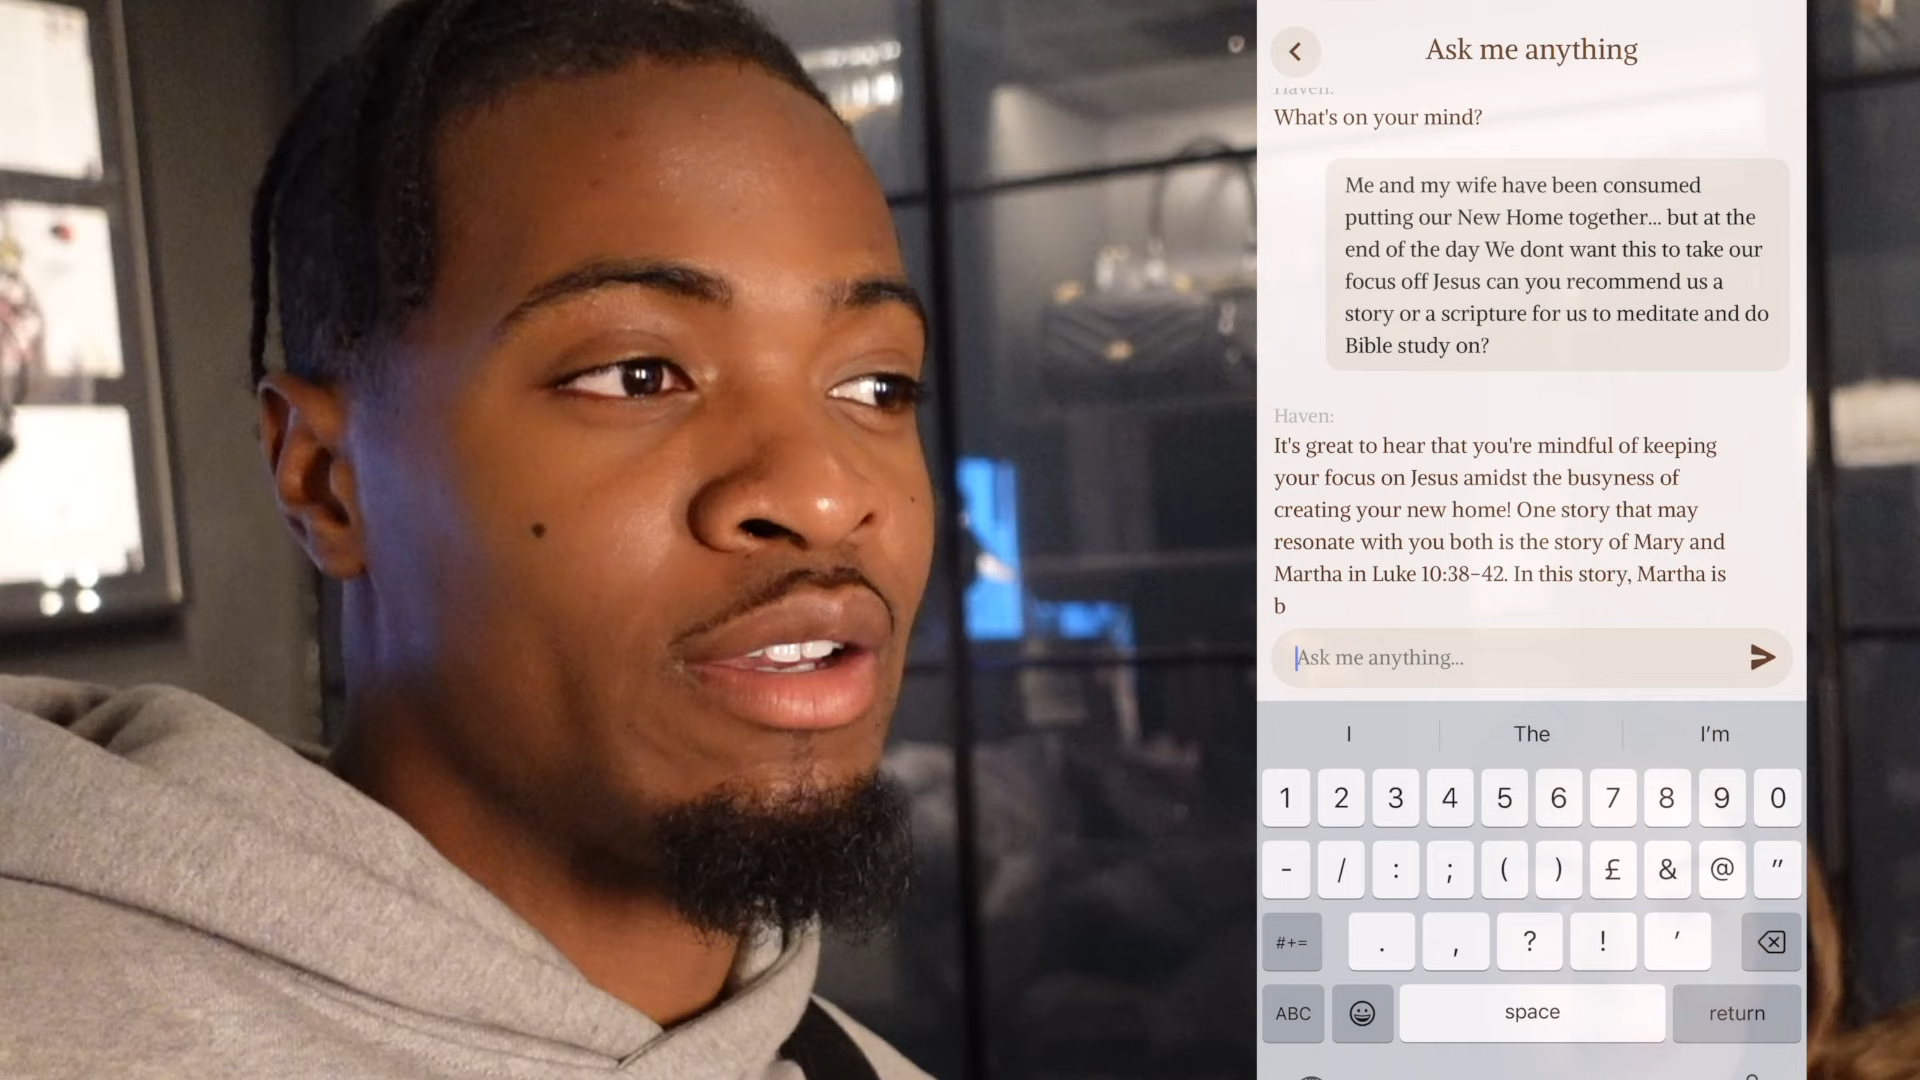 Ask me anything
Haven:
What's on your mind?
Me and my wife have been consumed
putting our New Home together... but at the
end of the day We dont want this to take our
focus off Jesus can you recommend us a
story or a scripture for us to meditate and do
Bible study on?
Haven:
It's great to hear that you're mindful of keeping
your focus on Jesus amidst the busyness of
creating your new home! One story that may
resonate with you both is the story of Mary and
Martha in Luke 10:38–42. In this story, Martha is
b
Ask me anything...
I The I'm
1 2 3 4 5 6 7 8 9 0
- / : ; ( ) £ & @ "
#+= . , ? ! '
ABC space return